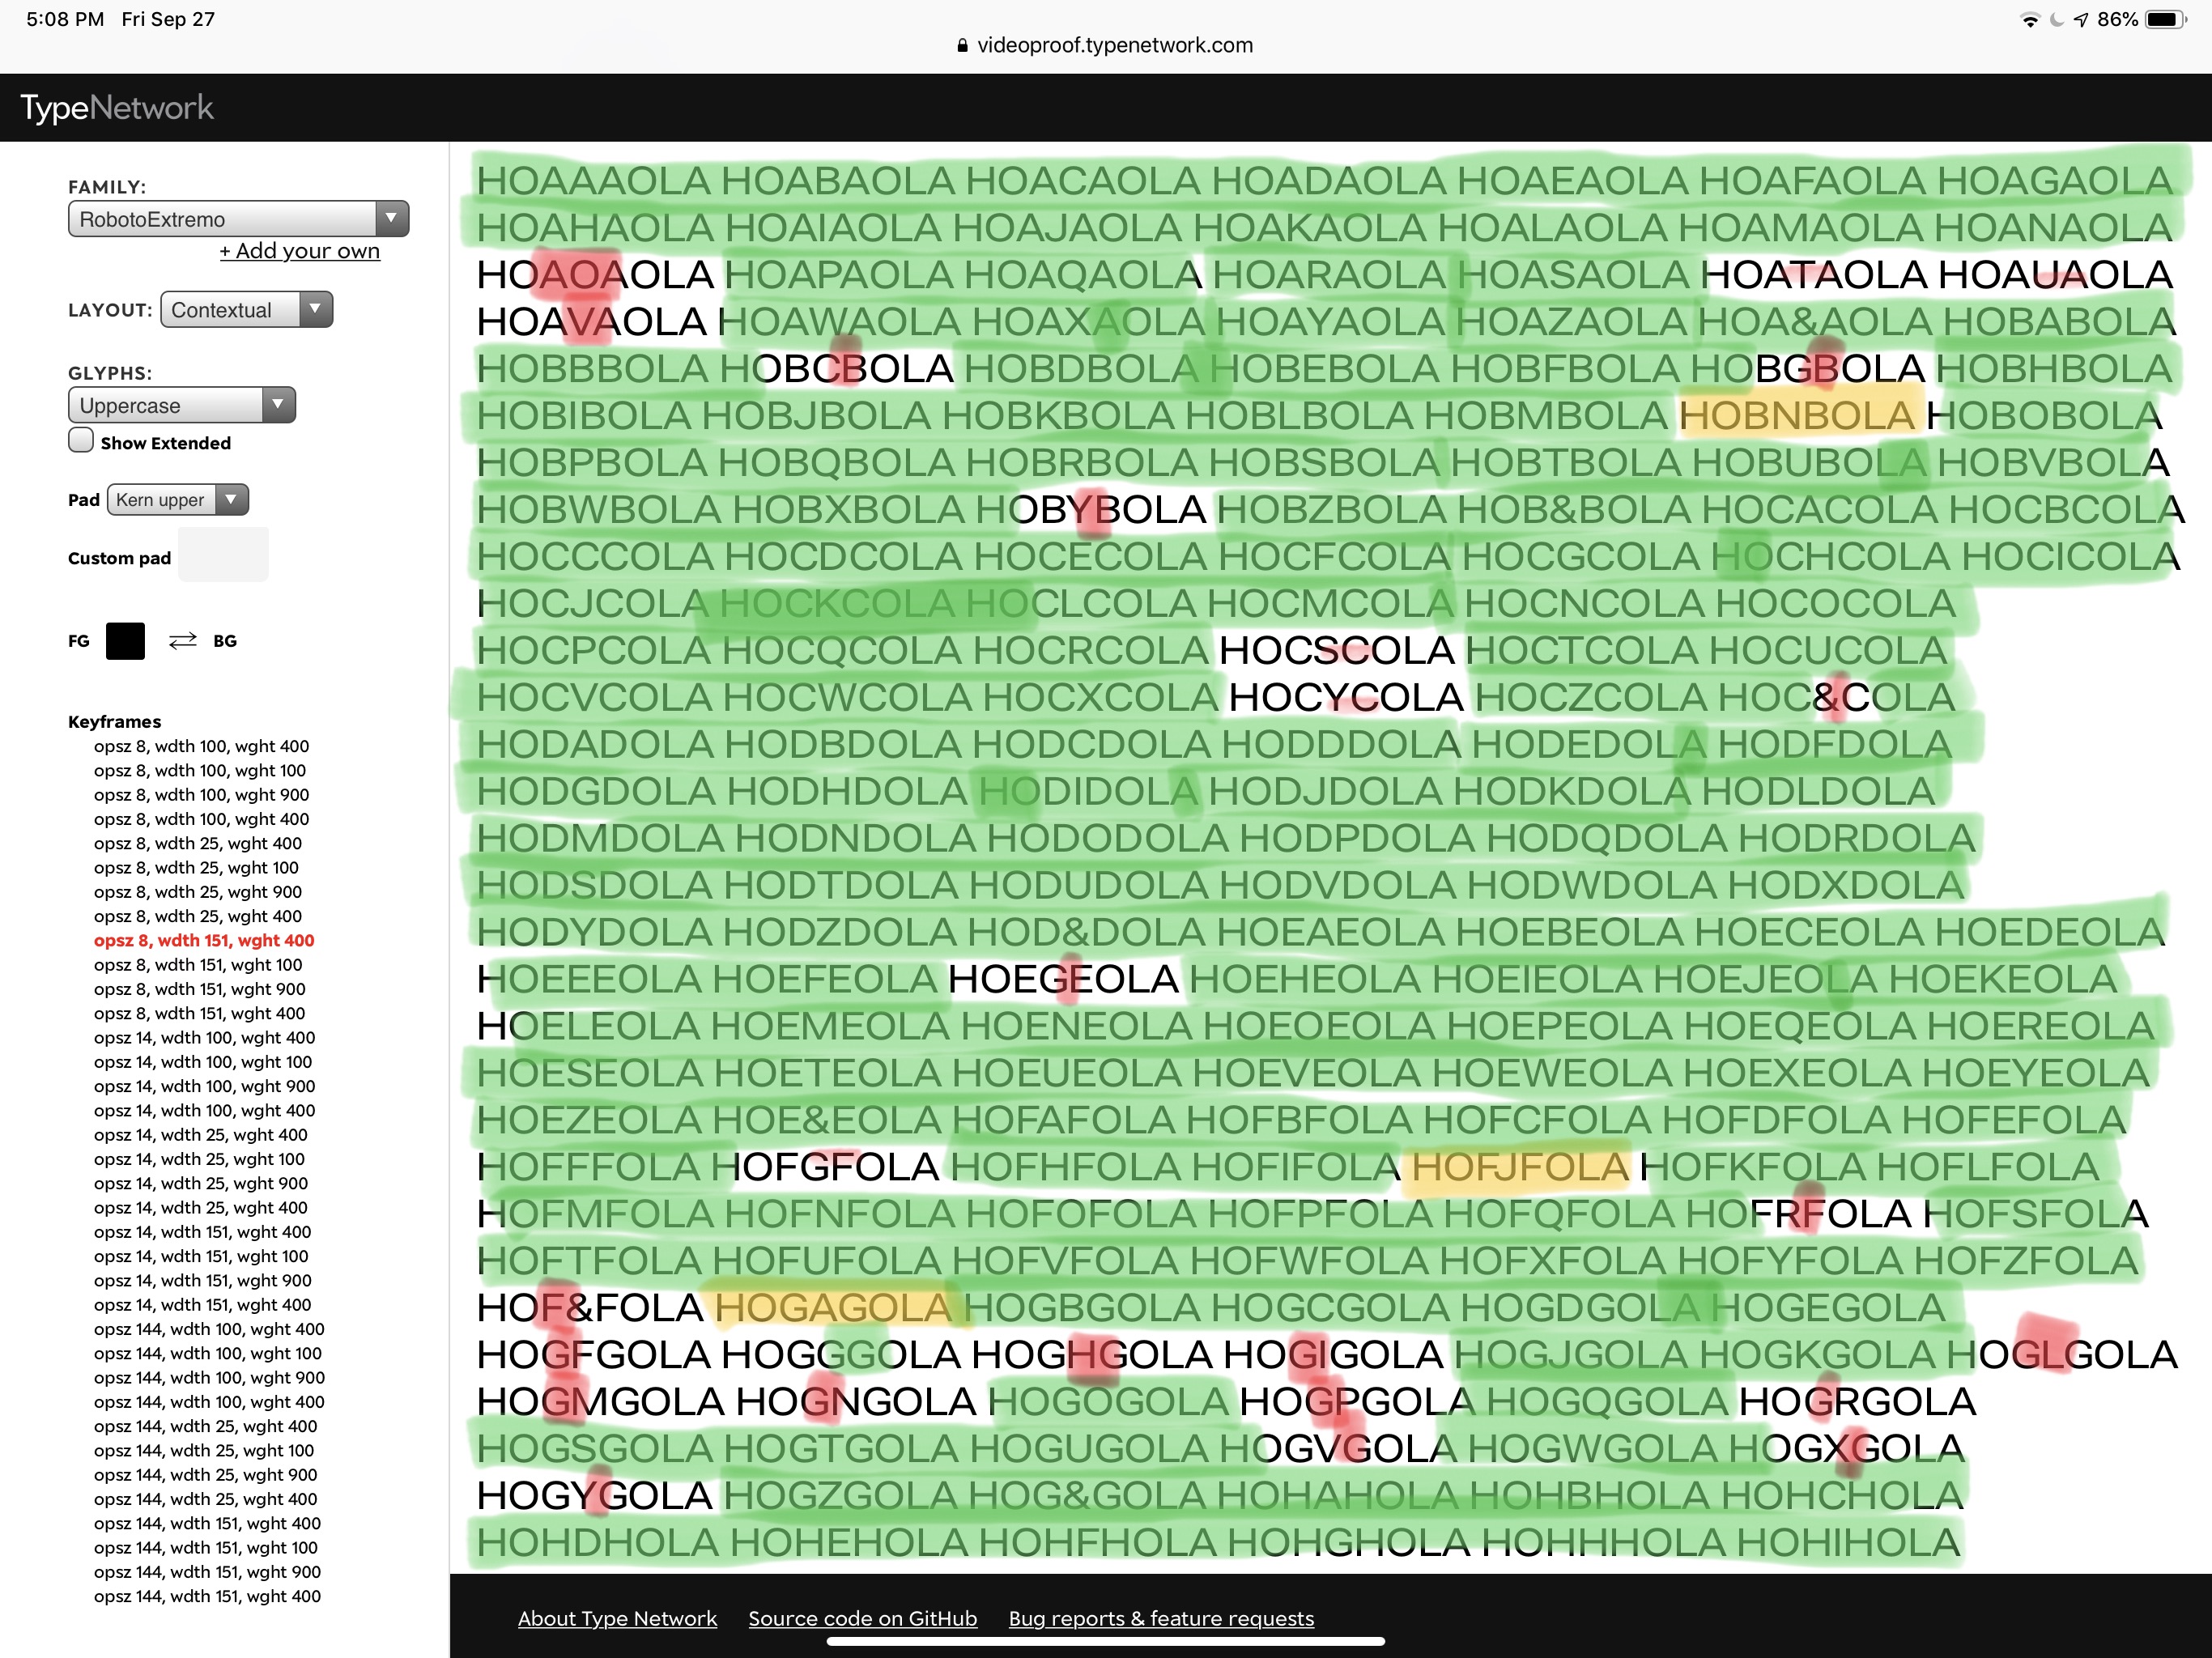 5:08 PM Fri Sep 27
86%
videoproof.typenetwork.com
TypeNetwork
FAMILY:
RobotoExtremo
+ Add your own
LAYOUT: Contextual
GLYPHS:
Uppercase
Show Extended
Pad Kern upper
Custom pad
FG BG
Keyframes
opsz 8, wdth 100, wght 400
opsz 8, wdth 100, wght 100
opsz 8, wdth 100, wght 900
opsz 8, wdth 100, wght 400
opsz 8, wdth 25, wght 400
opsz 8, wdth 25, wght 100
opsz 8, wdth 25, wght 900
opsz 8, wdth 25, wght 400
opsz 8, wdth 151, wght 400
opsz 8, wdth 151, wght 100
opsz 8, wdth 151, wght 900
opsz 8, wdth 151, wght 400
opsz 14, wdth 100, wght 400
opsz 14, wdth 100, wght 100
opsz 14, wdth 100, wght 900
opsz 14, wdth 100, wght 400
opsz 14, wdth 25, wght 400
opsz 14, wdth 25, wght 100
opsz 14, wdth 25, wght 900
opsz 14, wdth 25, wght 400
opsz 14, wdth 151, wght 400
opsz 14, wdth 151, wght 100
opsz 14, wdth 151, wght 900
opsz 14, wdth 151, wght 400
opsz 144, wdth 100, wght 400
opsz 144, wdth 100, wght 100
opsz 144, wdth 100, wght 900
opsz 144, wdth 100, wght 400
opsz 144, wdth 25, wght 400
opsz 144, wdth 25, wght 100
opsz 144, wdth 25, wght 900
opsz 144, wdth 25, wght 400
opsz 144, wdth 151, wght 400
opsz 144, wdth 151, wght 100
opsz 144, wdth 151, wght 900
opsz 144, wdth 151, wght 400
HOAAAOLA HOABAOLA HOACAOLA HOADAOLA HOAEAOLA HOAFAOLA HOAGAOLA
HOAHAOLA HOAIAOLA HOAJAOLA HOAKAOLA HOALAOLA HOAMAOLA HOANAOLA
HOAOAOLA HOAPAOLA HOAQAOLA HOARAOLA HOASAOLA HOATAOLA HOAUAOLA
HOAVAOLA HOAWAOLA HOAXAOLA HOAYAOLA HOAZAOLA HOA&AOLA HOBABOLA
HOBBBOLA HOBCBOLA HOBDBOLA HOBEBOLA HOBFBOLA HOBGBOLA HOBHBOLA
HOBIBOLA HOBJBOLA HOBKBOLA HOBLBOLA HOBMBOLA HOBNBOLA HOBOBOLA
HOBPBOLA HOBQBOLA HOBRBOLA HOBSBOLA HOBTBOLA HOBUBOLA HOBVBOLA
HOBWBOLA HOBXBOLA HOBYBOLA HOBZBOLA HOB&BOLA HOCACOLA HOCBCOLA
HOCCCOLA HOCDCOLA HOCECOLA HOCFCOLA HOCGCOLA HOCHCOLA HOCICOLA
HOCJCOLA HOCKCOLA HOCLCOLA HOCMCOLA HOCNCOLA HOCOCOLA
HOCPCOLA HOCQCOLA HOCRCOLA HOCSCOLA HOCTCOLA HOCUCOLA
HOCVCOLA HOCWCOLA HOCXCOLA HOCYCOLA HOCZCOLA HOC&COLA
HODADOLA HODBDOLA HODCDOLA HODDDOLA HODEDOLA HODFDOLA
HODGDOLA HODHDOLA HODIDOLA HODJDOLA HODKDOLA HODLDOLA
HODMDOLA HODNDOLA HODODOLA HODPDOLA HODQDOLA HODRDOLA
HODSDOLA HODTDOLA HODUDOLA HODVDOLA HODWDOLA HODXDOLA
HODYDOLA HODZDOLA HOD&DOLA HOEAEOLA HOEBEOLA HOECEOLA HOEDEOLA
HOEEEOLA HOEFEOLA HOEGEOLA HOEHEOLA HOEIEOLA HOEJEOLA HOEKEOLA
HOELEOLA HOEMEOLA HOENEOLA HOEOEOLA HOEPEOLA HOEQEOLA HOEREOLA
HOESEOLA HOETEOLA HOEUEOLA HOEVEOLA HOEWEOLA HOEXEOLA HOEYEOLA
HOEZEOLA HOE&EOLA HOFAFOLA HOFBFOLA HOFCFOLA HOFDFOLA HOFEFOLA
HOFFFOLA HOFGFOLA HOFHFOLA HOFIFOLA HOFJFOLA HOFKFOLA HOFLFOLA
HOFMFOLA HOFNFOLA HOFOFOLA HOFPFOLA HOFQFOLA HOFRFOLA HOFSFOLA
HOFTFOLA HOFUFOLA HOFVFOLA HOFWFOLA HOFXFOLA HOFYFOLA HOFZFOLA
HOF&FOLA HOGAGOLA HOGBGOLA HOGCGOLA HOGDGOLA HOGEGOLA
HOGFGOLA HOGGGOLA HOGHGOLA HOGIGOLA HOGJGOLA HOGKGOLA HOGLGOLA
HOGMGOLA HOGNGOLA HOGOGOLA HOGPGOLA HOGQGOLA HOGRGOLA
HOGSGOLA HOGTGOLA HOGUGOLA HOGVGOLA HOGWGOLA HOGXGOLA
HOGYGOLA HOGZGOLA HOG&GOLA HOHAHOLA HOHBHOLA HOHCHOLA
HOHDHOLA HOHEHOLA HOHFHOLA HOHGHOLA HOHHHOLA HOHIHOLA
About Type Network Source code on GitHub Bug reports & feature requests